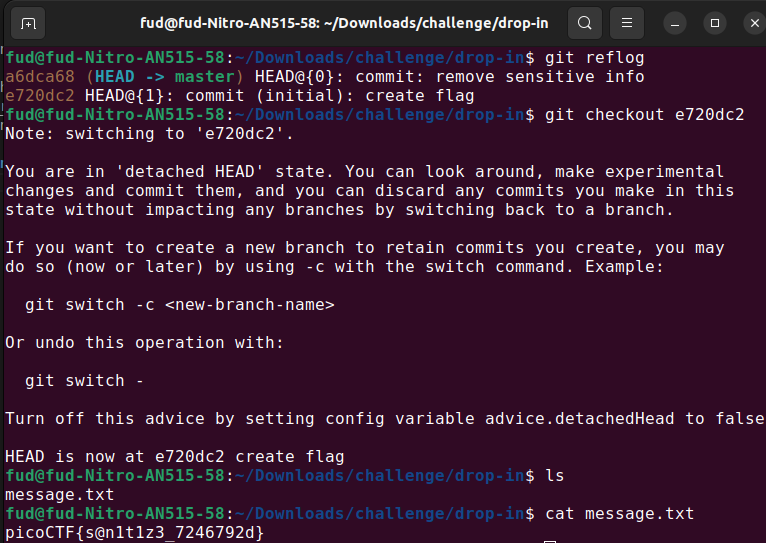 fud@fud-Nitro-AN515-58: ~/Downloads/challenge/drop-in
fud@fud-Nitro-AN515-58:~/Downloads/challenge/drop-in$ git reflog
a6dca68 (HEAD -> master) HEAD@{0}: commit: remove sensitive info
e720dc2 HEAD@{1}: commit (initial): create flag
fud@fud-Nitro-AN515-58:~/Downloads/challenge/drop-in$ git checkout e720dc2
Note: switching to 'e720dc2'.
You are in 'detached HEAD' state. You can look around, make experimental
changes and commit them, and you can discard any commits you make in this
state without impacting any branches by switching back to a branch.
If you want to create a new branch to retain commits you create, you may
do so (now or later) by using -c with the switch command. Example:
git switch -c <new-branch-name>
Or undo this operation with:
git switch -
Turn off this advice by setting config variable advice.detachedHead to false
HEAD is now at e720dc2 create flag
fud@fud-Nitro-AN515-58:~/Downloads/challenge/drop-in$ ls
message.txt
fud@fud-Nitro-AN515-58:~/Downloads/challenge/drop-in$ cat message.txt
picoCTF{s@n1t1z3_7246792d}